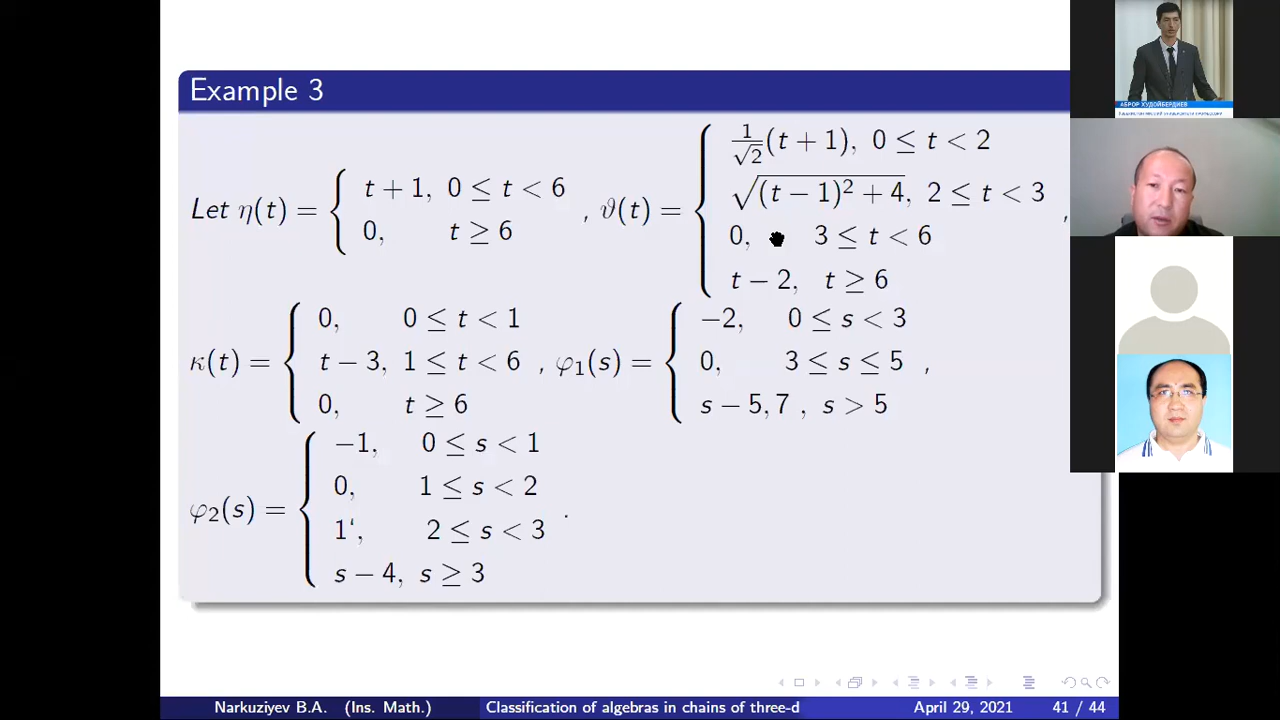 Example 3
Let η(t) = { t + 1, 0 ≤ t < 6
0, t ≥ 6 ,
ϑ(t) = { 1/√2 (t + 1), 0 ≤ t < 2
√((t − 1)² + 4), 2 ≤ t < 3
0, 3 ≤ t < 6
t − 2, t ≥ 6 ,
κ(t) = { 0, 0 ≤ t < 1
t − 3, 1 ≤ t < 6
0, t ≥ 6 ,
φ₁(s) = { −2, 0 ≤ s < 3
0, 3 ≤ s ≤ 5
s − 5, 7 , s > 5 ,
φ₂(s) = { −1, 0 ≤ s < 1
0, 1 ≤ s < 2
1‘, 2 ≤ s < 3
s − 4, s ≥ 3 .
Narkuziyev B.A. (Ins. Math.) Classification of algebras in chains of three-d April 29, 2021 41 / 44
АБРОР ХУДОЙБЕРДИЕВ